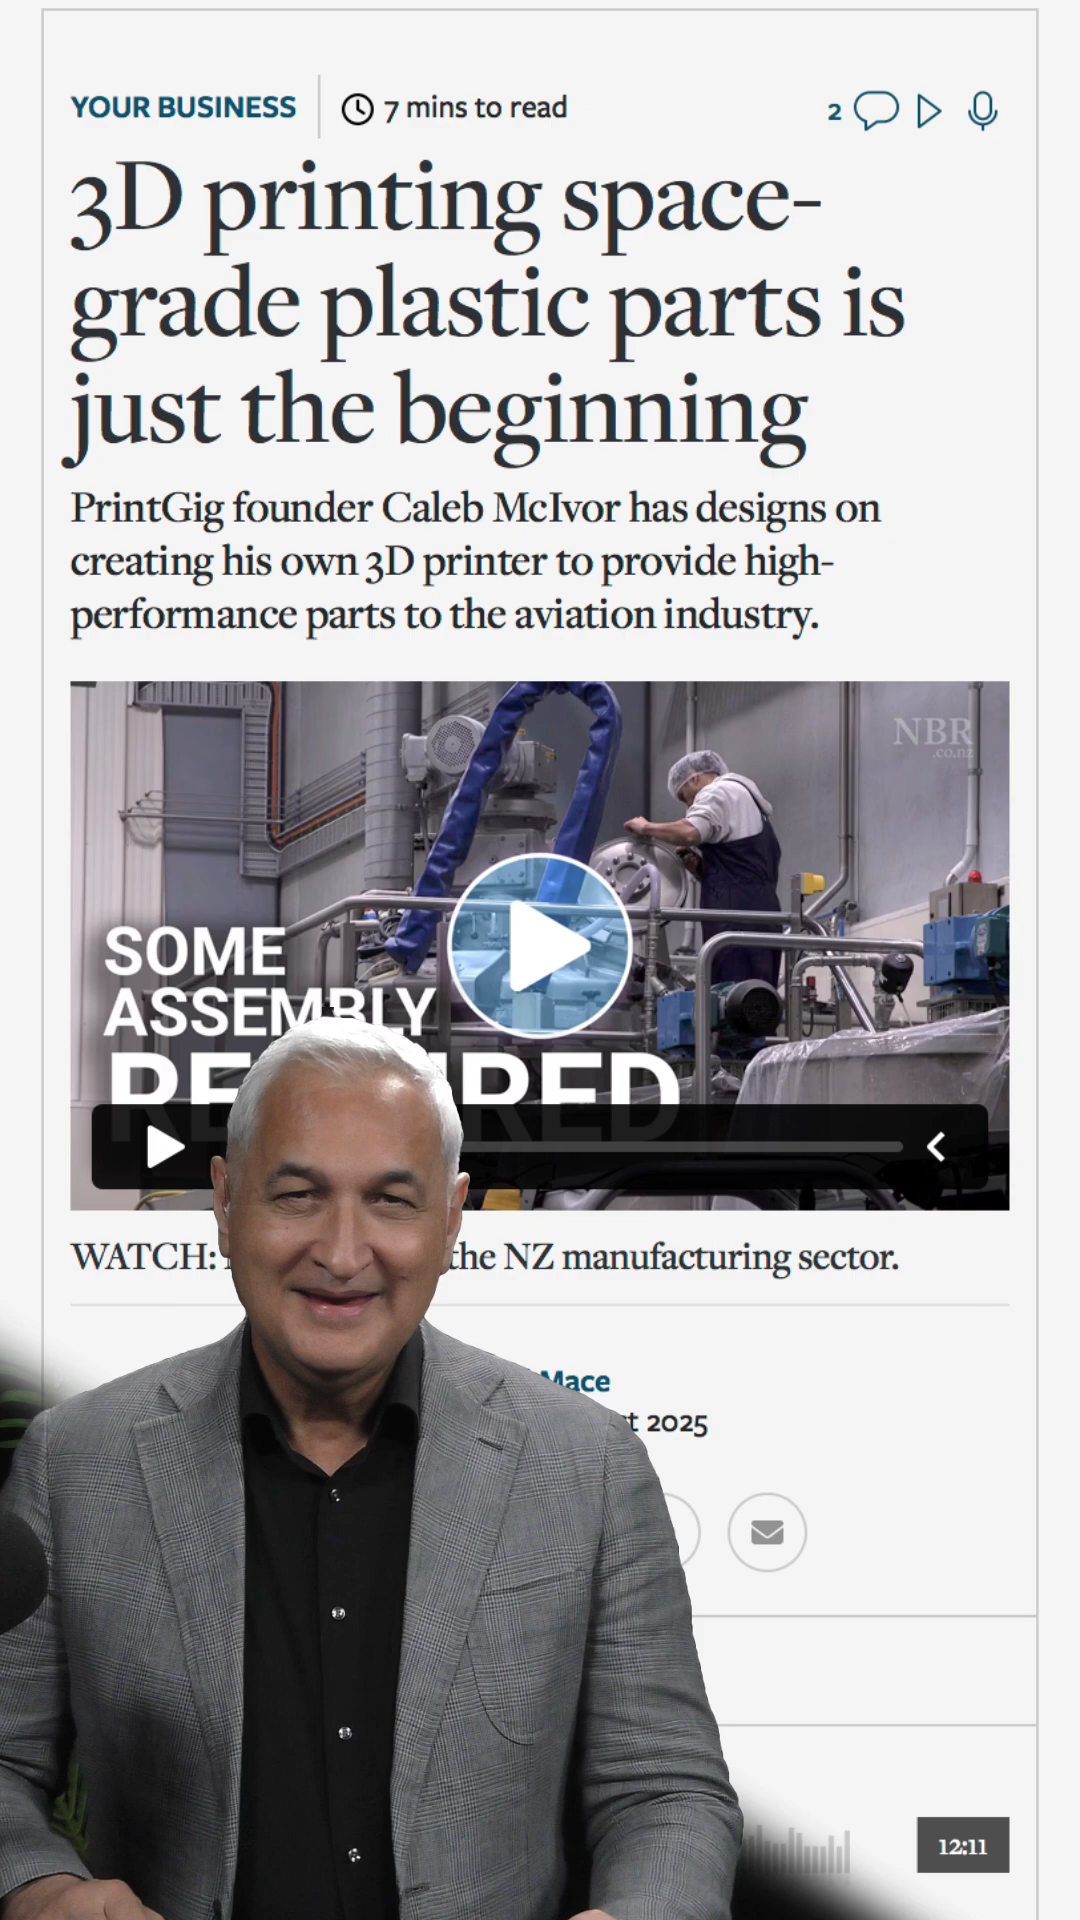 YOUR BUSINESS
7 mins to read
2
3D printing space-
grade plastic parts is
just the beginning
PrintGig founder Caleb McIvor has designs on
creating his own 3D printer to provide high-
performance parts to the aviation industry.
NBR
.co.nz
SOME
ASSEMBLY
WATCH:
the NZ manufacturing sector.
Mace
2025
12:11